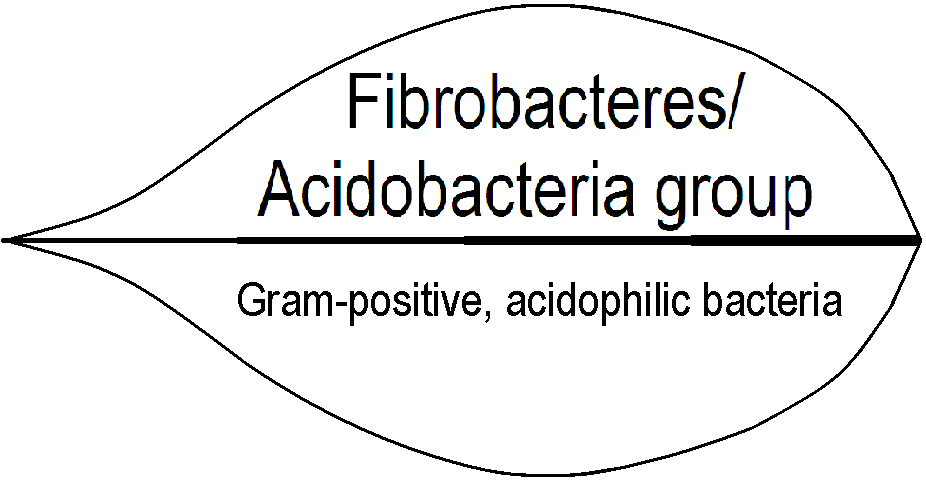 Fibrobacteres/
Acidobacteria group
Gram-positive, acidophilic bacteria